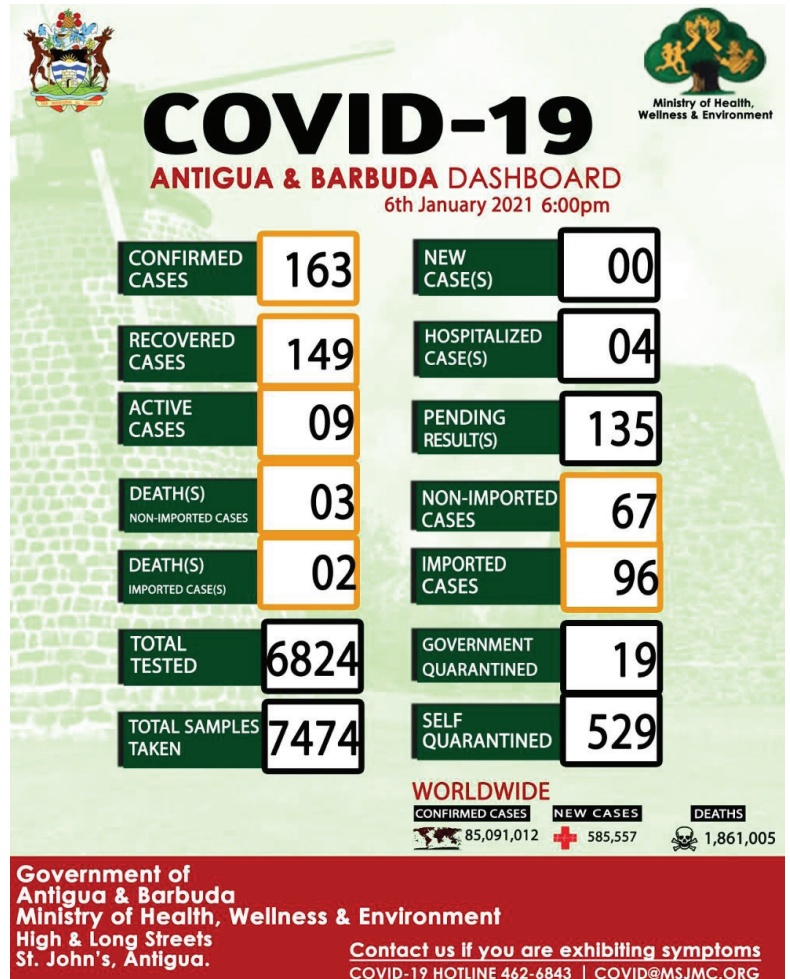 Ministry of Health,
Wellness & Environment
COVID-19
ANTIGUA & BARBUDA DASHBOARD
6th January 2021 6:00pm
CONFIRMED
CASES
163
RECOVERED
CASES
149
ACTIVE
CASES
09
DEATH(S)
NON-IMPORTED CASES
03
DEATH(S)
IMPORTED CASE(S)
02
TOTAL
TESTED
6824
TOTAL SAMPLES
TAKEN
7474
NEW
CASE(S)
00
HOSPITALIZED
CASE(S)
04
PENDING
RESULT(S)
135
NON-IMPORTED
CASES
67
IMPORTED
CASES
96
GOVERNMENT
QUARANTINED
19
SELF
QUARANTINED
529
WORLDWIDE
CONFIRMED CASES
85,091,012
NEW CASES
585,557
DEATHS
1,861,005
Government of
Antigua & Barbuda
Ministry of Health, Wellness & Environment
High & Long Streets
St. John's, Antigua.
Contact us if you are exhibiting symptoms
COVID-19 HOTLINE 462-6843 | COVID@MSJMC.ORG